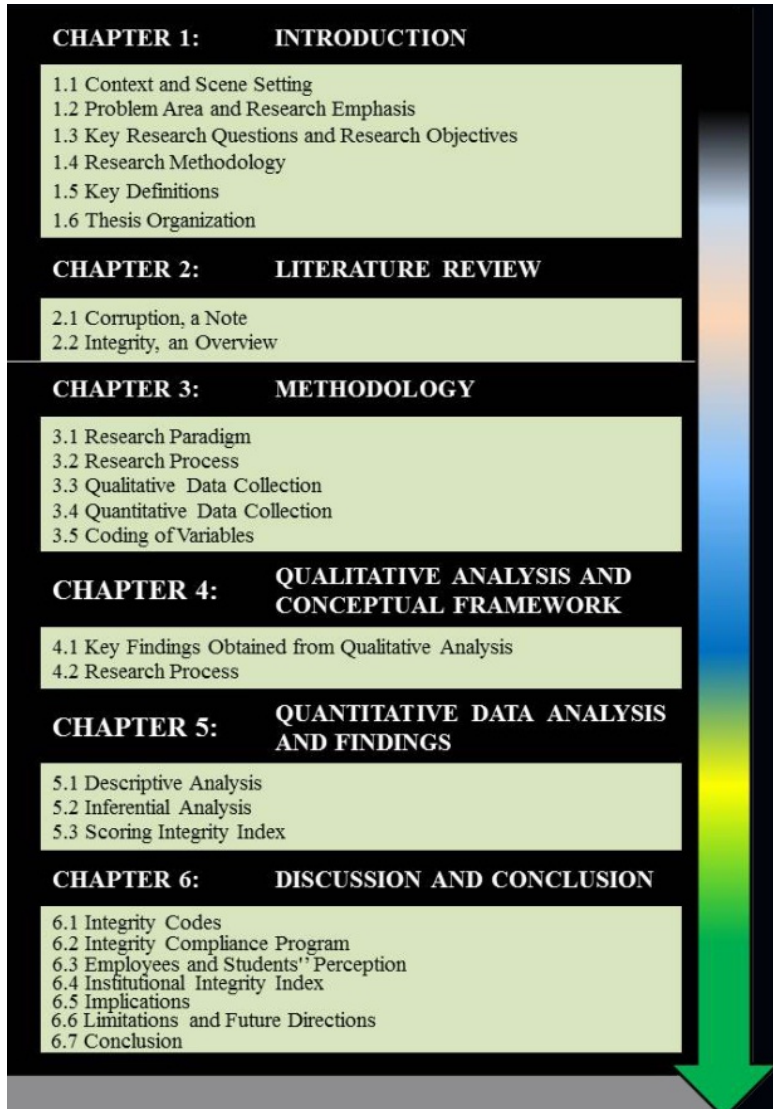 CHAPTER 1: INTRODUCTION
1.1 Context and Scene Setting
1.2 Problem Area and Research Emphasis
1.3 Key Research Questions and Research Objectives
1.4 Research Methodology
1.5 Key Definitions
1.6 Thesis Organization
CHAPTER 2: LITERATURE REVIEW
2.1 Corruption, a Note
2.2 Integrity, an Overview
CHAPTER 3: METHODOLOGY
3.1 Research Paradigm
3.2 Research Process
3.3 Qualitative Data Collection
3.4 Quantitative Data Collection
3.5 Coding of Variables
CHAPTER 4:
QUALITATIVE ANALYSIS AND
CONCEPTUAL FRAMEWORK
4.1 Key Findings Obtained from Qualitative Analysis
4.2 Research Process
CHAPTER 5:
QUANTITATIVE DATA ANALYSIS
AND FINDINGS
5.1 Descriptive Analysis
5.2 Inferential Analysis
5.3 Scoring Integrity Index
CHAPTER 6: DISCUSSION AND CONCLUSION
6.1 Integrity Codes
6.2 Integrity Compliance Program
6.3 Employees and Students'' Perception
6.4 Institutional Integrity Index
6.5 Implications
6.6 Limitations and Future Directions
6.7 Conclusion